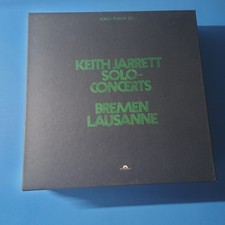 KEITH JARRETT
SOLO-
CONCERTS
BREMEN
LAUSANNE